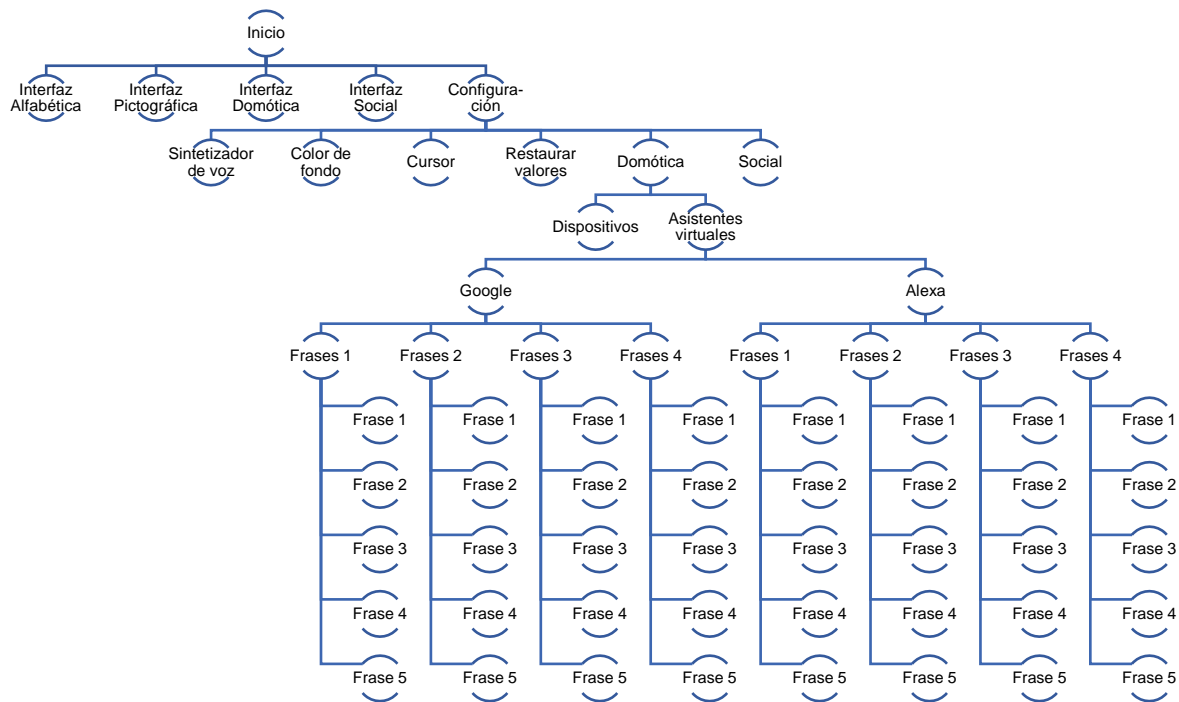 Inicio
Interfaz
Alfabética
Interfaz
Pictográfica
Interfaz
Domótica
Interfaz
Social
Configura-
ción
Sintetizador
de voz
Color de
fondo
Cursor
Restaurar
valores
Domótica
Social
Dispositivos
Asistentes
virtuales
Google
Alexa
Frases 1
Frases 2
Frases 3
Frases 4
Frases 1
Frases 2
Frases 3
Frases 4
Frase 1
Frase 1
Frase 1
Frase 1
Frase 1
Frase 1
Frase 1
Frase 1
Frase 2
Frase 2
Frase 2
Frase 2
Frase 2
Frase 2
Frase 2
Frase 2
Frase 3
Frase 3
Frase 3
Frase 3
Frase 3
Frase 3
Frase 3
Frase 3
Frase 4
Frase 4
Frase 4
Frase 4
Frase 4
Frase 4
Frase 4
Frase 4
Frase 5
Frase 5
Frase 5
Frase 5
Frase 5
Frase 5
Frase 5
Frase 5